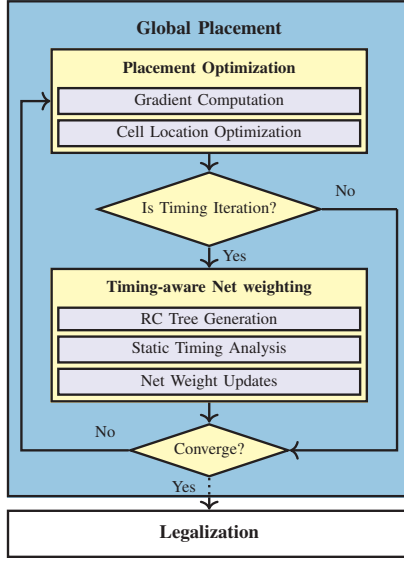 Global Placement
Placement Optimization
Gradient Computation
Cell Location Optimization
Is Timing Iteration?
No
Yes
Timing-aware Net weighting
RC Tree Generation
Static Timing Analysis
Net Weight Updates
No
Converge?
Yes
Legalization